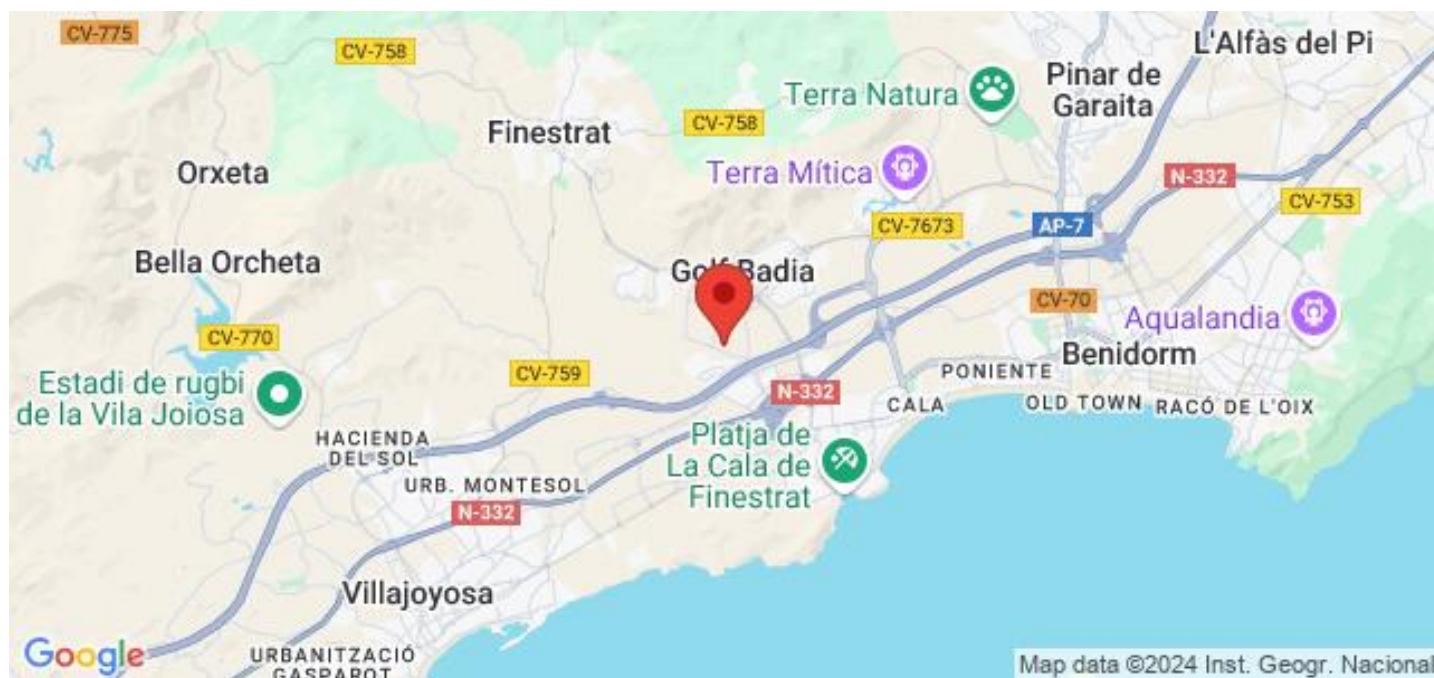 CV-775
CV-758
L'Alfàs del Pi
Pinar de
Garaita
Terra Natura
Finestrat
CV-758
Orxeta
Terra Mítica
N-332
CV-753
CV-7673
AP-7
Bella Orcheta
Golf Badia
CV-70
Aqualandia
CV-770
Benidorm
CV-759
PONIENTE
Estadi de rugbi
de la Vila Joiosa
N-332
CALA
OLD TOWN
RACÓ DE L'OIX
HACIENDA
DEL SOL
Platja de
La Cala de
Finestrat
URB. MONTESOL
N-332
Villajoyosa
URBANITZACIÓ
GASPAROT
Google
Map data ©2024 Inst. Geogr. Nacional